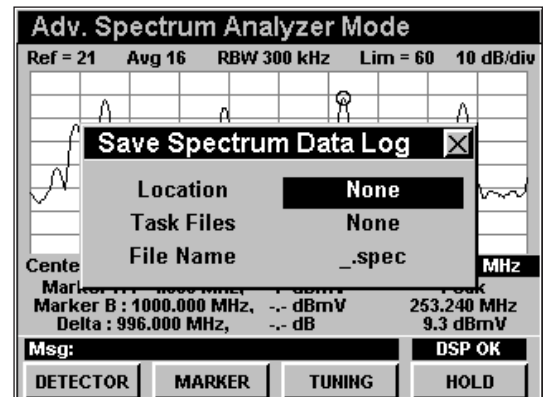 Adv. Spectrum Analyzer Mode
Ref = 21 Avg 16 RBW 300 kHz Lim = 60 10 dB/div
Save Spectrum Data Log
Location None
Task Files None
File Name _.spec
MHz
Marker B : 1000.000 MHz, -.- dBmV 253.240 MHz
Delta : 996.000 MHz, -.- dB 9.3 dBmV
Msg: DSP OK
DETECTOR MARKER TUNING HOLD